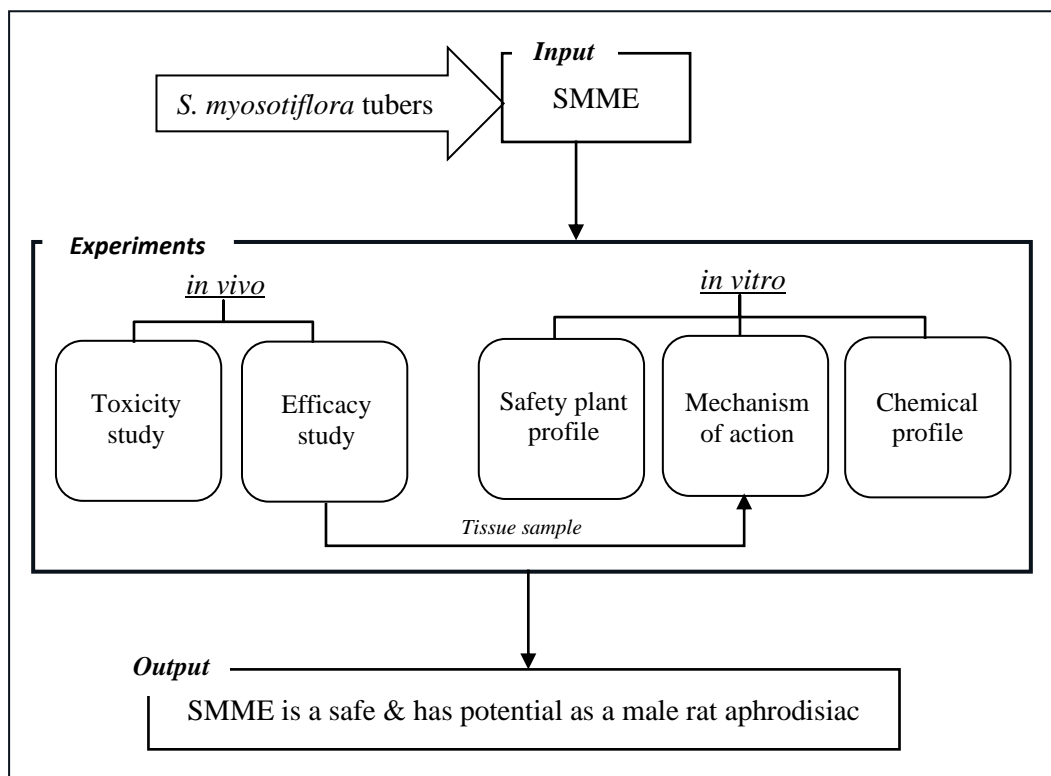 Input
S. myosotiflora tubers
SMME
Experiments
in vivo
in vitro
Toxicity
study
Efficacy
study
Safety plant
profile
Mechanism
of action
Chemical
profile
Tissue sample
Output
SMME is a safe & has potential as a male rat aphrodisiac